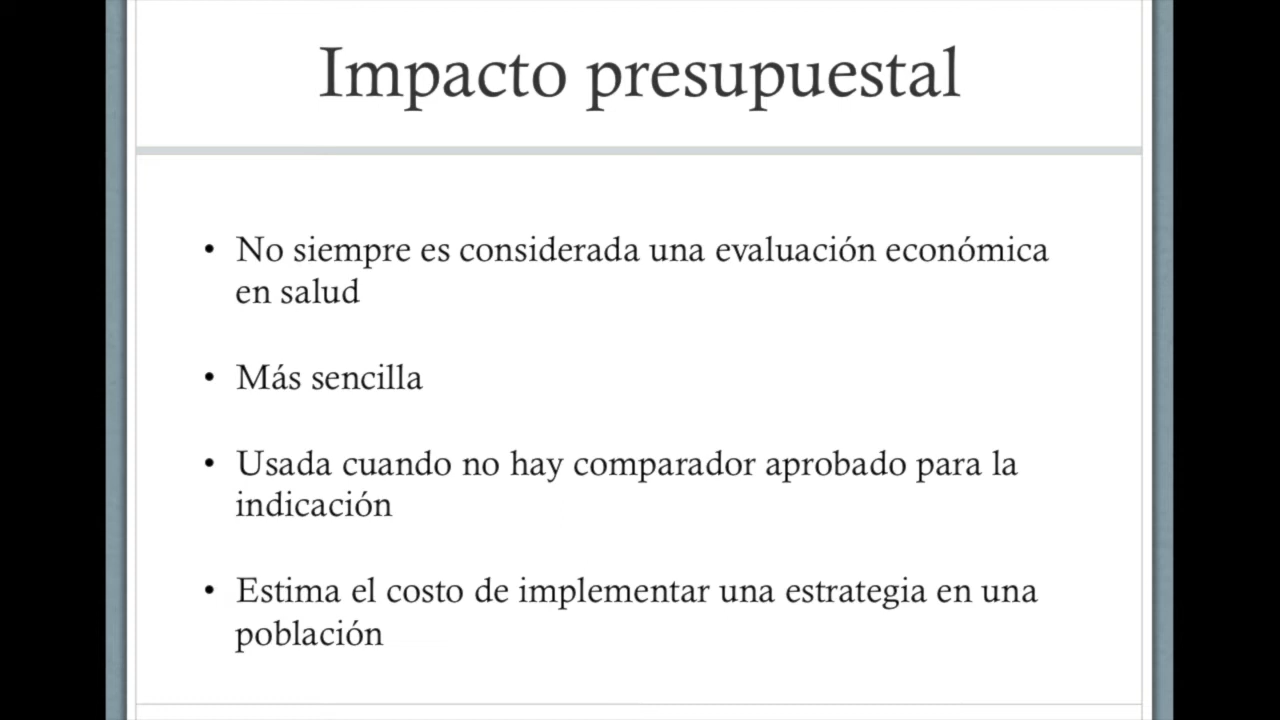 Impacto presupuestal
• No siempre es considerada una evaluación económica
en salud
• Más sencilla
• Usada cuando no hay comparador aprobado para la
indicación
• Estima el costo de implementar una estrategia en una
población